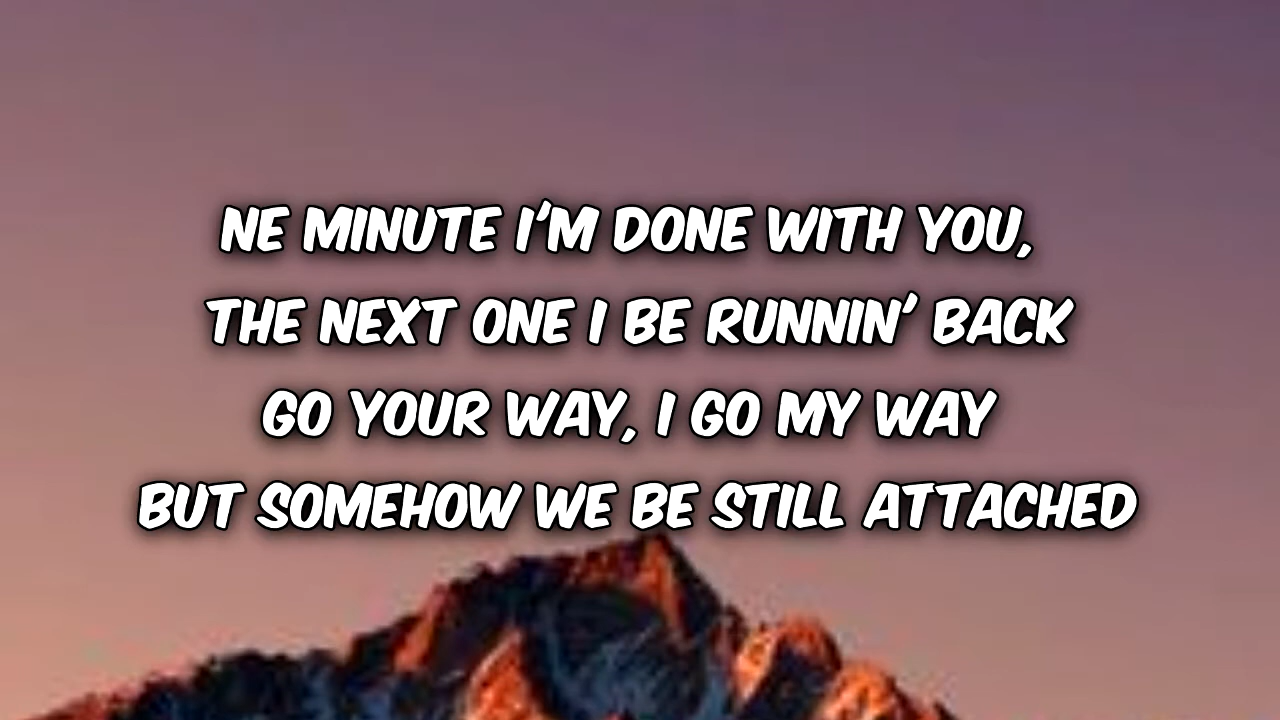 NE MINUTE I'M DONE WITH YOU,
THE NEXT ONE I BE RUNNIN' BACK
GO YOUR WAY, I GO MY WAY
BUT SOMEHOW WE BE STILL ATTACHED